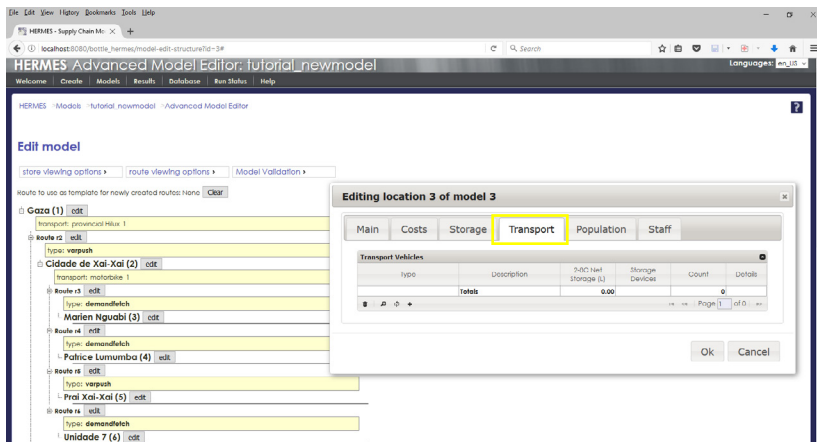 File Edit View History Bookmarks Tools Help
HERMES - Supply Chain Mo
localhost:8080/bottle_hermes/model-edit-structure?id=3#
Search
HERMES Advanced Model Editor: tutorial_newmodel
Languages: en_US
Welcome Create Models Results Database Run Status Help
HERMES Models tutorial_newmodel Advanced Model Editor
?
Edit model
store viewing options route viewing options Model Validation
Route to use as template for newly created routes: None Clear
Gaza (1) edit
transport: provincial Hilux 1
Route r2 edit
type: varpush
Cidade de Xai-Xai (2) edit
transport: motorbike 1
Route r3 edit
type: demandfetch
Marien Nguabi (3) edit
Route r4 edit
type: demandfetch
Patrice Lumumba (4) edit
Route r5 edit
type: varpush
Prai Xai-Xai (5) edit
Route r6 edit
type: demandfetch
Unidade 7 (6) edit
Editing location 3 of model 3
Main Costs Storage Transport Population Staff
Transport Vehicles
Type Description 2-8C Net Storage (L) Storage Devices Count Details
Totals 0.00 0
Page 1 of 0
Ok Cancel